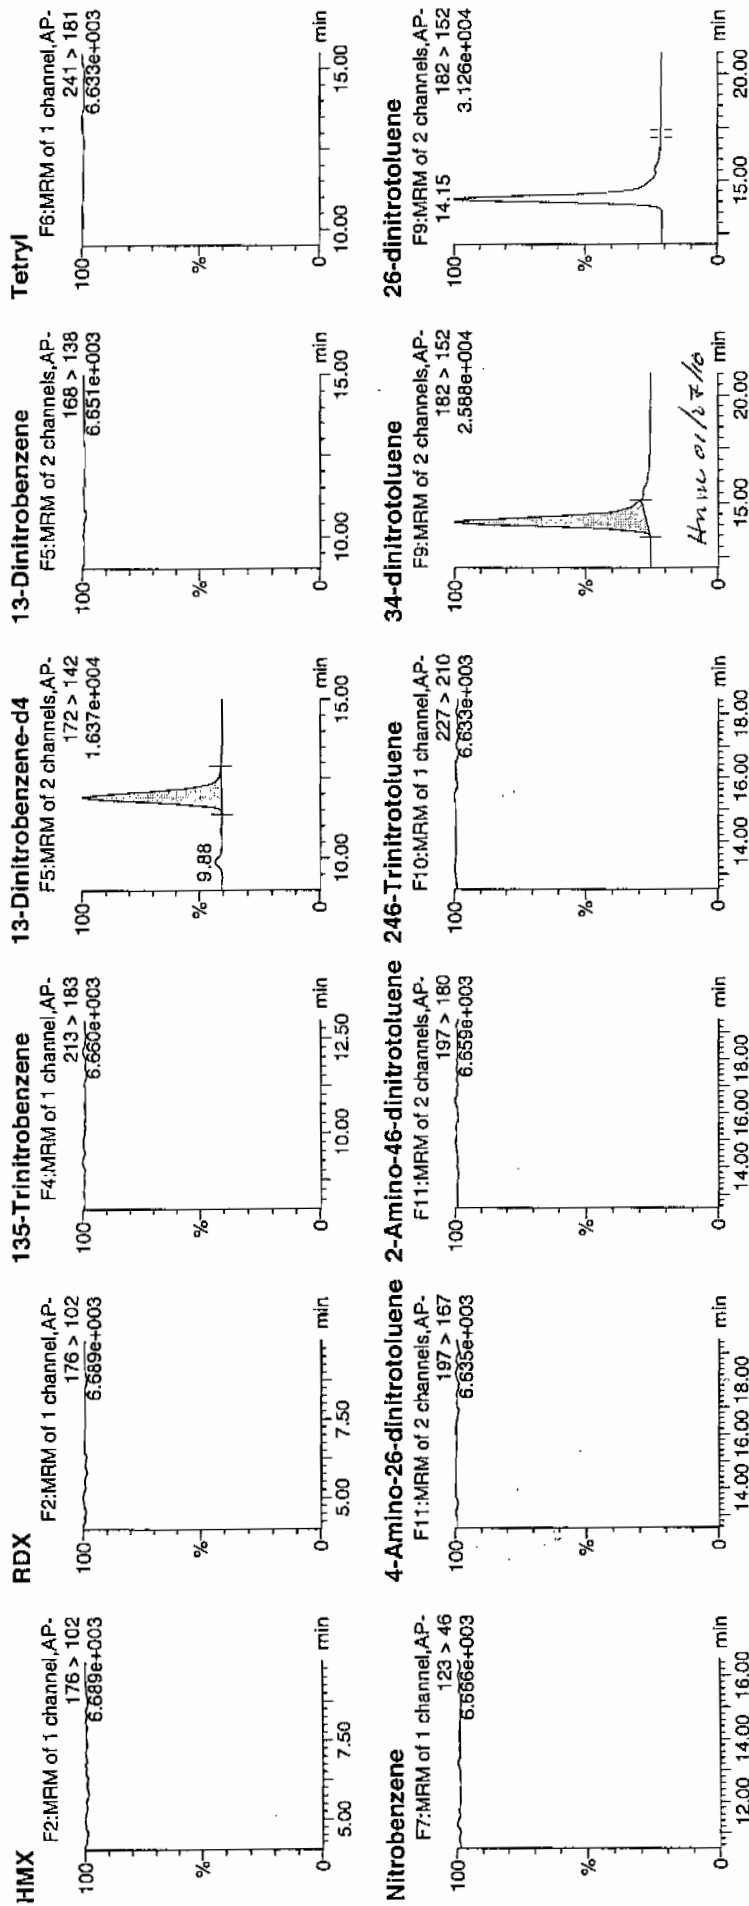 HMX
F2:MRM of 1 channel,AP-
176 > 102
6.689e+003
100
%
0
5.00 7.50 min
RDX
F2:MRM of 1 channel,AP-
176 > 102
6.689e+003
100
%
0
5.00 7.50 min
135-Trinitrobenzene
F4:MRM of 1 channel,AP-
213 > 183
6.660e+003
100
%
0
10.00 12.50 min
13-Dinitrobenzene-d4
F5:MRM of 2 channels,AP-
172 > 142
1.637e+004
100
9.88
%
0
10.00 15.00 min
13-Dinitrobenzene
F5:MRM of 2 channels,AP-
168 > 138
6.651e+003
100
%
0
10.00 15.00 min
Tetryl
F6:MRM of 1 channel,AP-
241 > 181
6.633e+003
100
%
0
10.00 15.00 min
Nitrobenzene
F7:MRM of 1 channel,AP-
123 > 46
6.666e+003
100
%
0
12.00 14.00 16.00 min
4-Amino-26-dinitrotoluene
F11:MRM of 2 channels,AP-
197 > 167
6.635e+003
100
%
0
14.00 16.00 18.00 min
2-Amino-46-dinitrotoluene
F11:MRM of 2 channels,AP-
197 > 180
6.659e+003
100
%
0
14.00 16.00 18.00 min
246-Trinitrotoluene
F10:MRM of 1 channel,AP-
227 > 210
6.633e+003
100
%
0
14.00 16.00 18.00 min
34-dinitrotoluene
F9:MRM of 2 channels,AP-
182 > 152
2.588e+004
100
%
0
15.00 20.00 min
01/27/10
26-dinitrotoluene
F9:MRM of 2 channels,AP-
14.15 182 > 152
3.126e+004
100
%
0
15.00 20.00 min